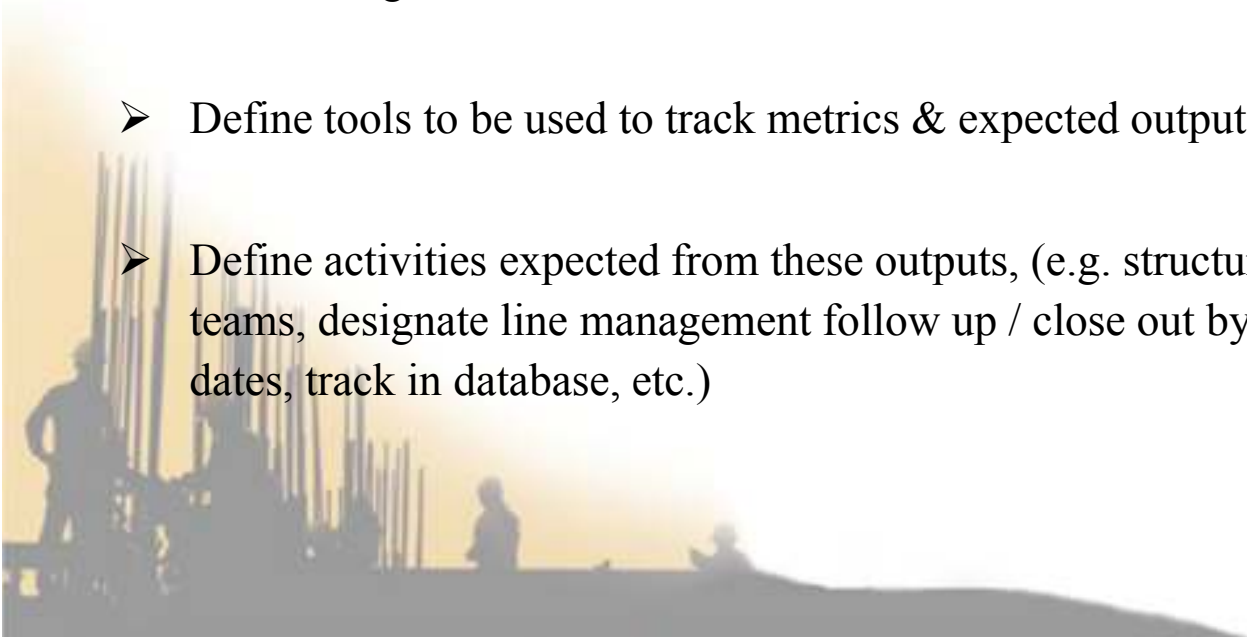 ➢ Define tools to be used to track metrics & expected output
➢ Define activities expected from these outputs, (e.g.
teams, designate line management follow up / close out by
dates, track in database, etc.)